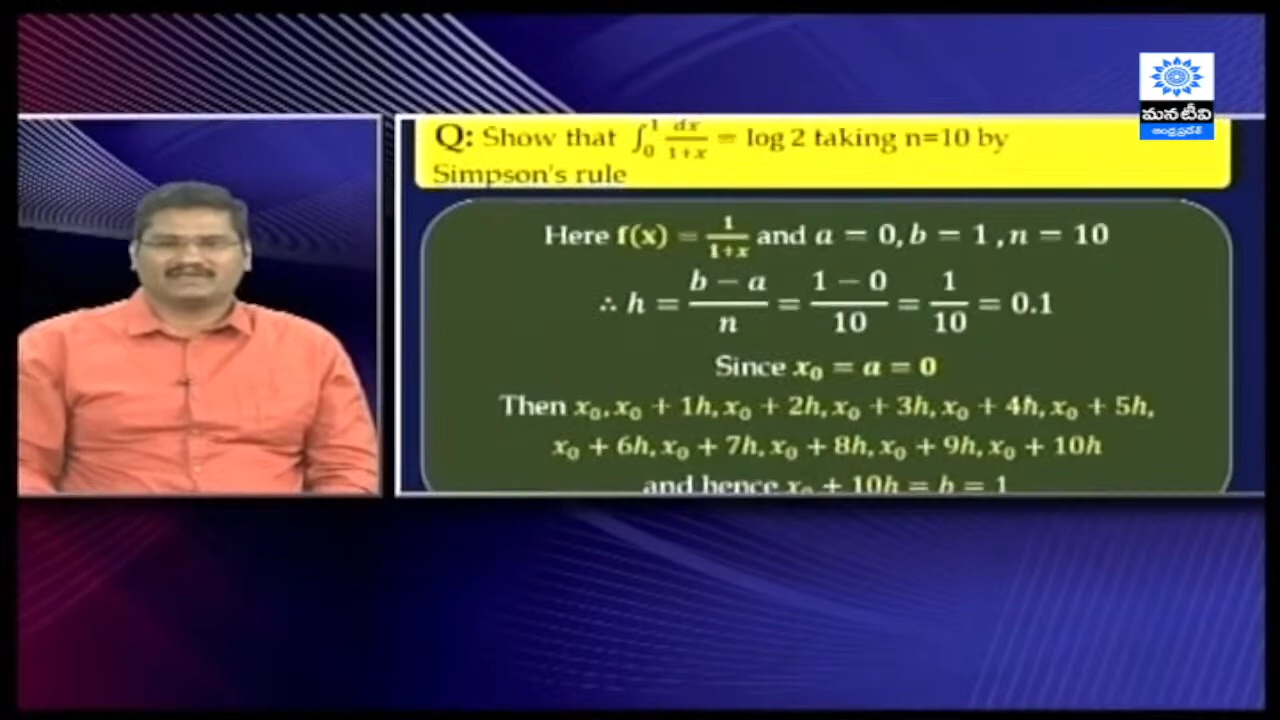 మనటీవి
ఆంధ్రప్రదేశ్
Q: Show that ∫₀¹ dx/(1+x) = log 2 taking n=10 by
Simpson's rule
Here f(x) = 1/(1+x) and a = 0, b = 1 , n = 10
∴ h = (b − a)/n = (1 − 0)/10 = 1/10 = 0.1
Since x₀ = a = 0
Then x₀, x₀ + 1h, x₀ + 2h, x₀ + 3h, x₀ + 4h, x₀ + 5h,
x₀ + 6h, x₀ + 7h, x₀ + 8h, x₀ + 9h, x₀ + 10h
and hence x₀ + 10h = b = 1